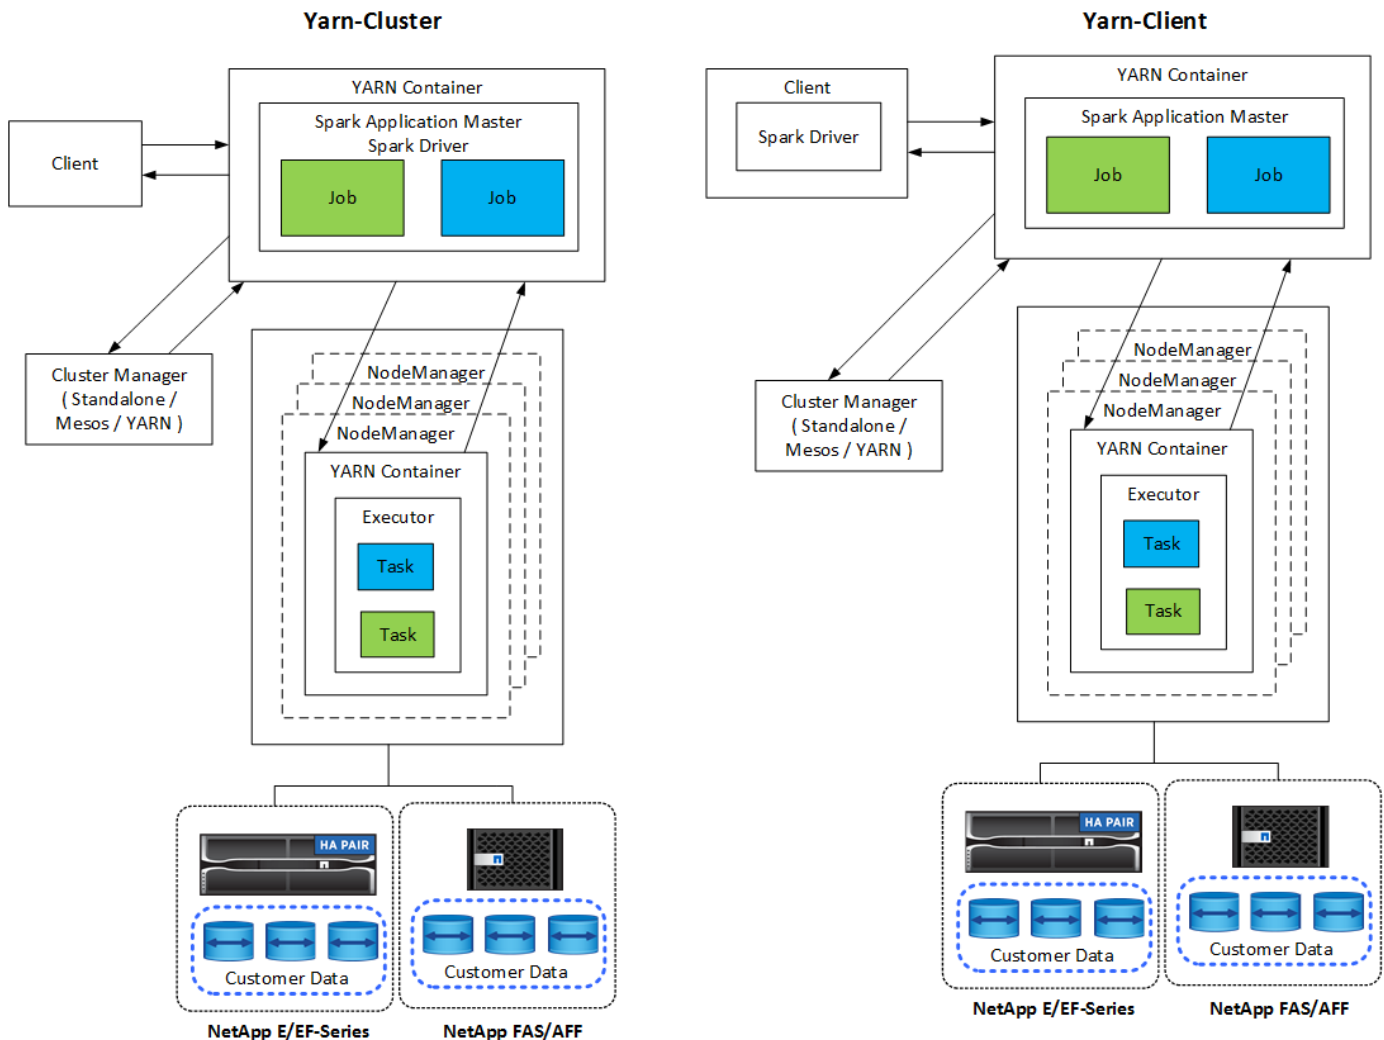 Yarn-Cluster
YARN Container
Spark Application Master
Spark Driver
Job
Job
Client
Cluster Manager
( Standalone /
Mesos / YARN )
NodeManager
NodeManager
NodeManager
YARN Container
Executor
Task
Task
HA PAIR
Customer Data
Customer Data
NetApp E/EF-Series
NetApp FAS/AFF
Yarn-Client
Client
Spark Driver
YARN Container
Spark Application Master
Job
Job
Cluster Manager
( Standalone /
Mesos / YARN )
NodeManager
NodeManager
NodeManager
YARN Container
Executor
Task
Task
HA PAIR
Customer Data
Customer Data
NetApp E/EF-Series
NetApp FAS/AFF